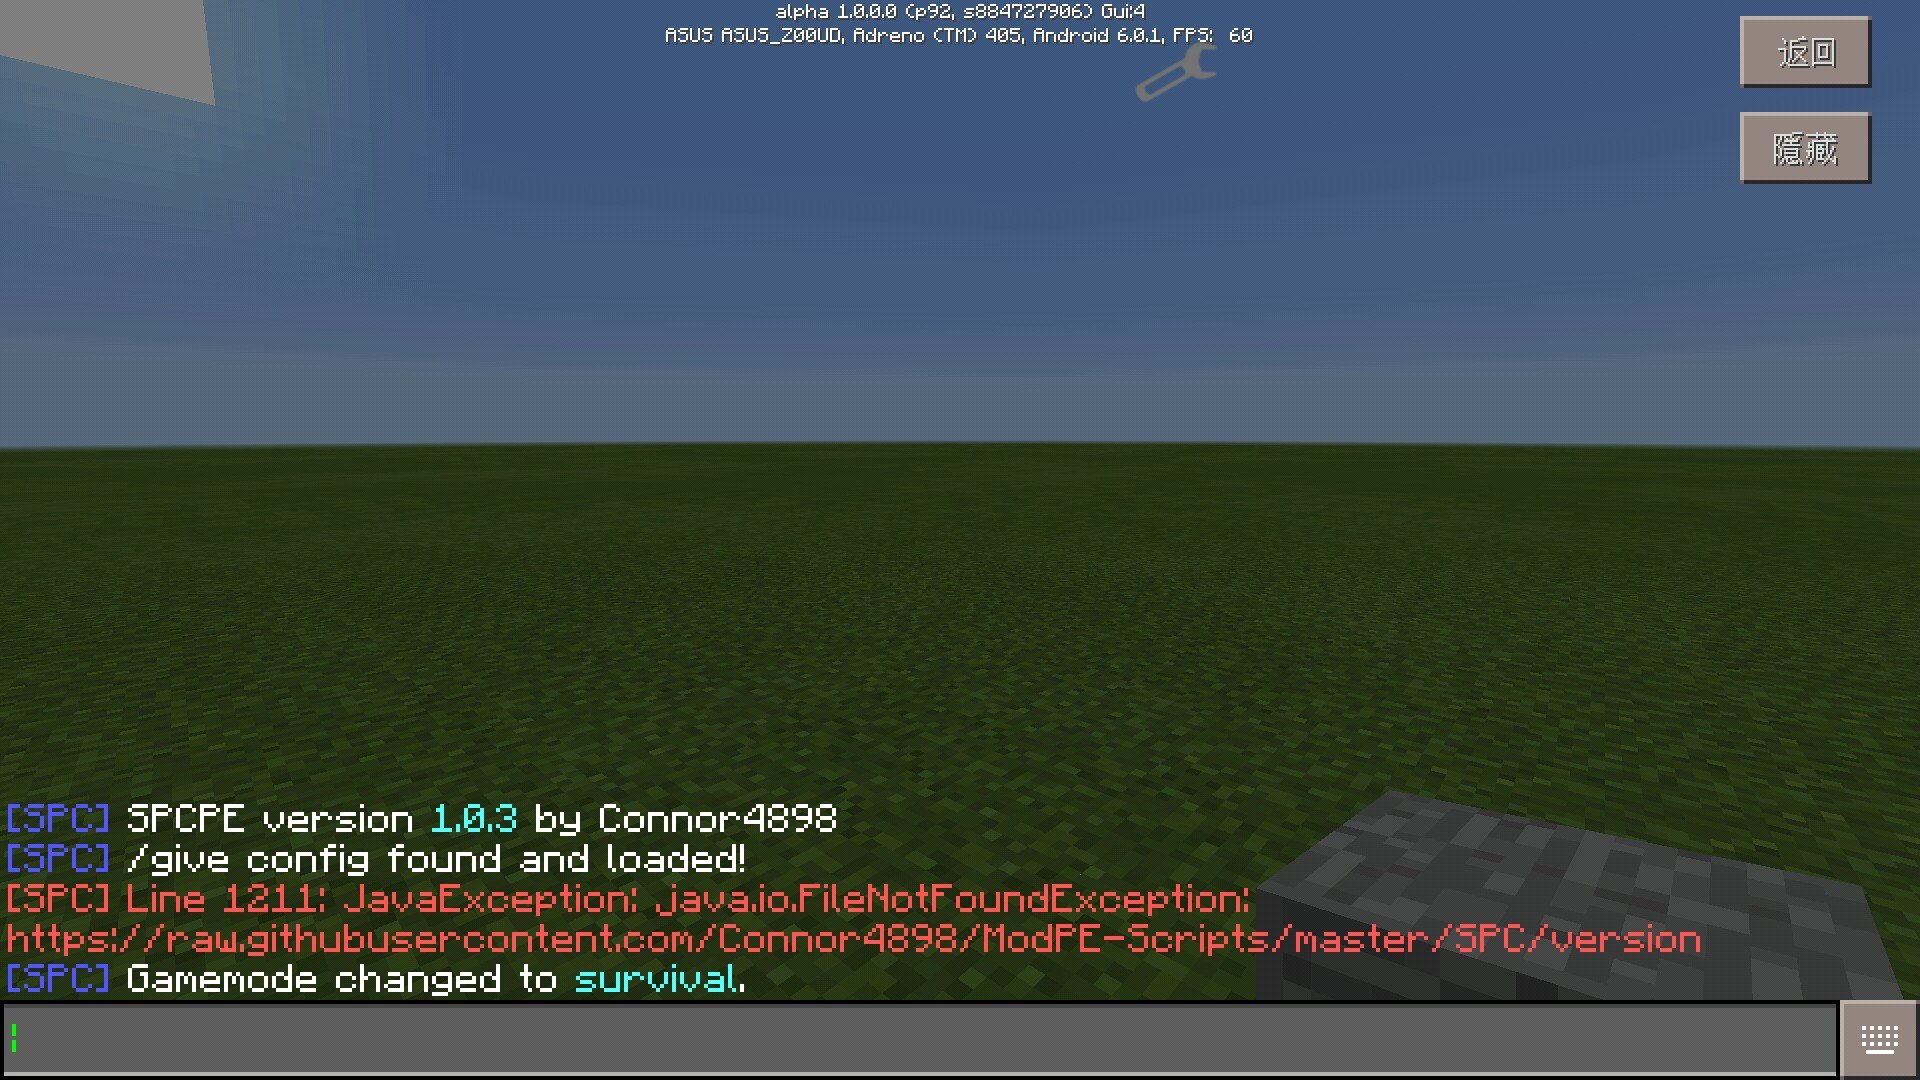 alpha 1.0.0.0 (p92, s884727906) Gui:4
ASUS ASUS_Z00UD, Adreno (TM) 405, Android 6.0.1, FPS: 60
返回
隱藏
[SPC] SPCPE version 1.0.3 by Connor4898
[SPC] /give config found and loaded!
[SPC] Line 1211: JavaException: java.io.FileNotFoundException:
https://raw.githubusercontent.com/Connor4898/ModPE-Scripts/master/SPC/version
[SPC] Gamemode changed to survival.